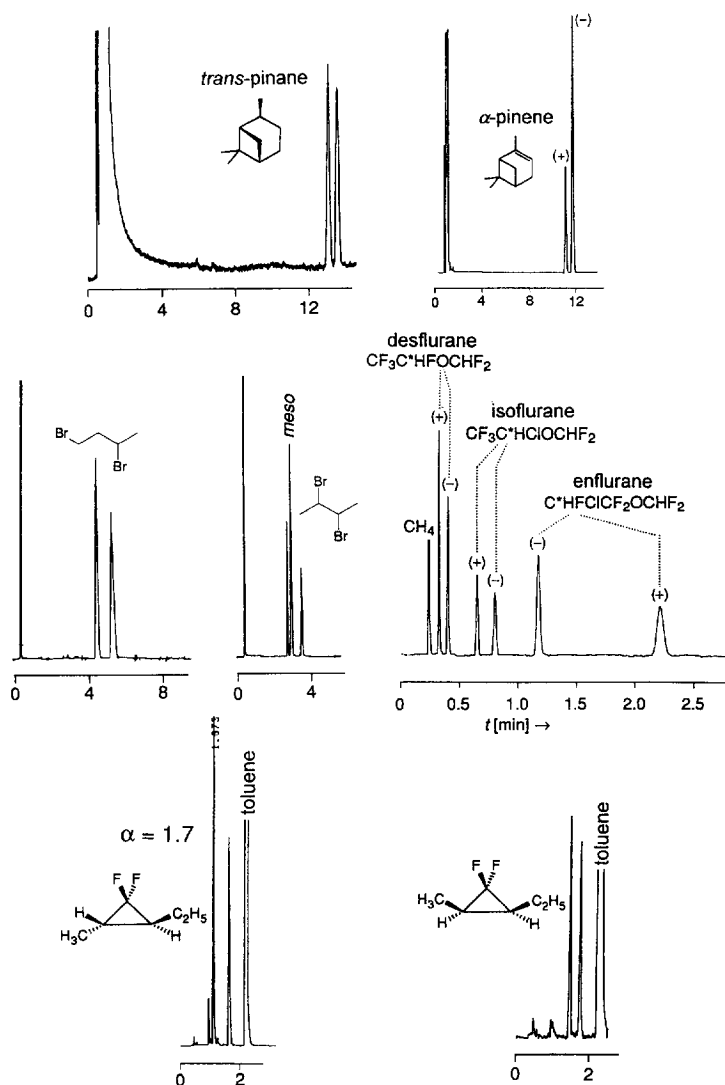 trans-pinane
α-pinene
(+)
(−)
0 4 8 12
0 4 8 12
Br
Br
0 4 8
meso
Br
Br
0 4
desflurane
CF3C*HFOCHF2
isoflurane
CF3C*HClOCHF2
enflurane
C*HFClCF2OCHF2
CH4
(+)
(−)
(+)
(−)
(−)
(+)
0 0.5 1.0 1.5 2.0 2.5
t [min] →
α = 1.7
toluene
F F
H
H3C
C2H5
H
0 2
toluene
F F
H3C
H
C2H5
H
0 2